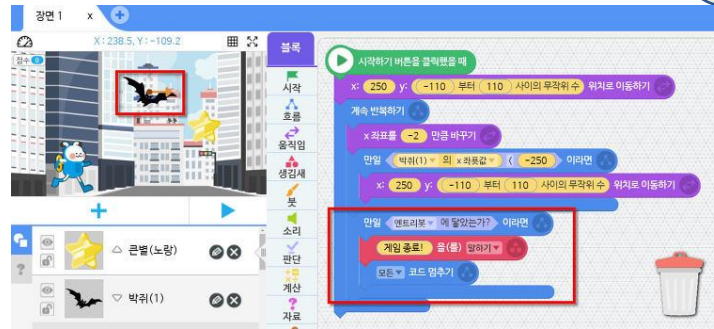 장면 1 x
X : 238.5, Y : -109.2
점수 0
블록
시작
흐름
움직임
생김새
붓
소리
판단
계산
자료
시작하기 버튼을 클릭했을 때
x: 250 y: -110 부터 110 사이의 무작위 수 위치로 이동하기
계속 반복하기
x 좌표를 -2 만큼 바꾸기
만일 박쥐(1) 의 x 좌푯값 < -250 이라면
x: 250 y: -110 부터 110 사이의 무작위 수 위치로 이동하기
만일 엔트리봇 에 닿았는가? 이라면
게임 종료! 을(를) 말하기
모든 코드 멈추기
큰별(노랑)
박쥐(1)
?